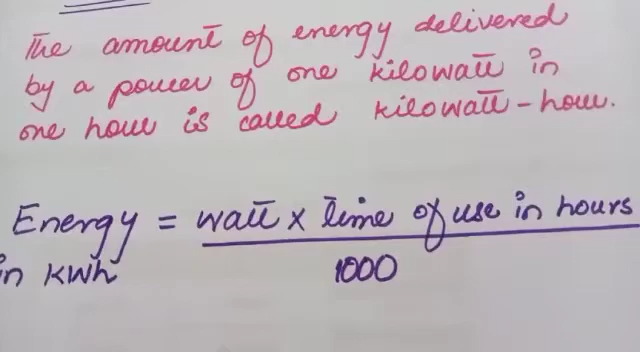 The amount of energy delivered
by a power of one kilowatt in
one hour is called kilowatt-hour.
Energy = watt x time of use in hours
in kWh 1000